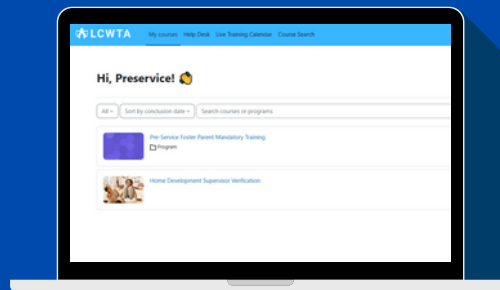 LCWTA My courses Help Desk Live Training Calendar Course Search
Hi, Preservice!
All Sort by conclusion date Search courses or programs
Pre-Service Foster Parent Mandatory Training
Program
Home Development Supervisor Verification